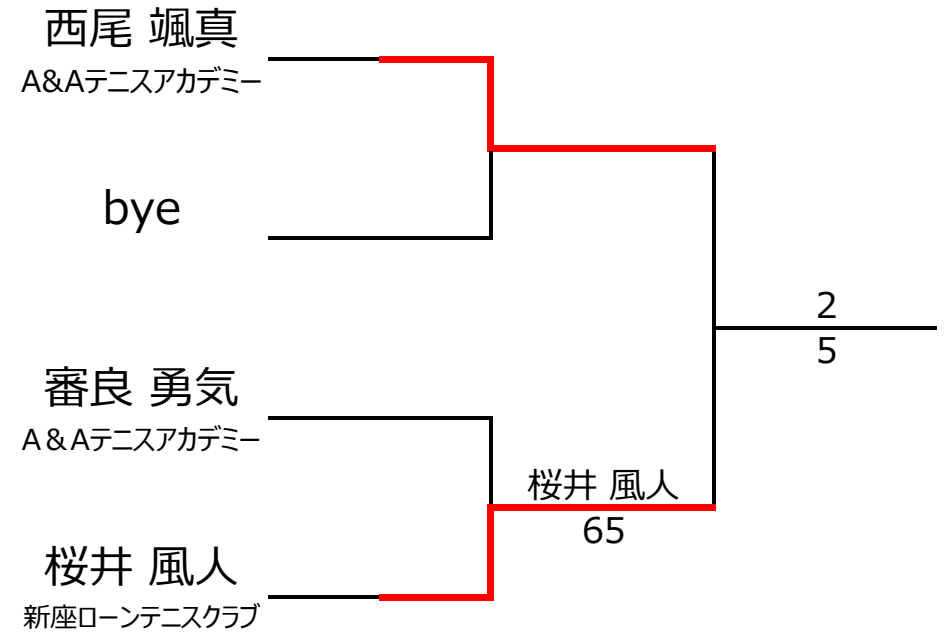 西尾 颯真
A&Aテニスアカデミー
bye
2
5
審良 勇気
A＆Aテニスアカデミー
桜井 風人
65
桜井 風人
新座ローンテニスクラブ